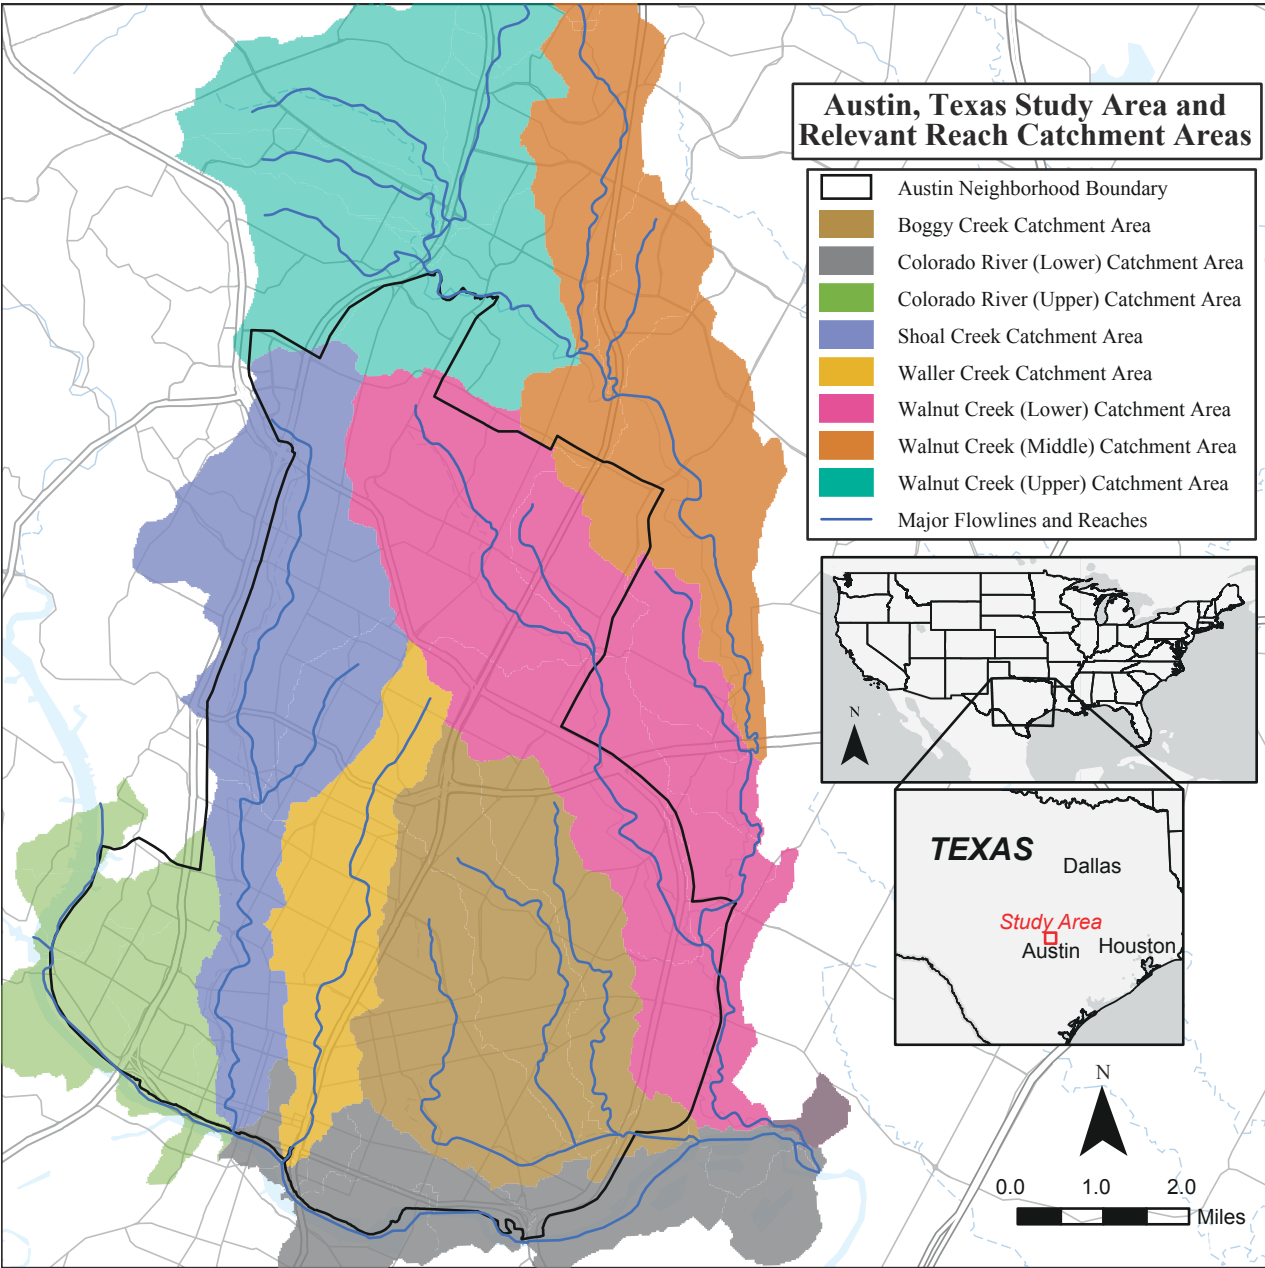 Austin, Texas Study Area and
Relevant Reach Catchment Areas
Austin Neighborhood Boundary
Boggy Creek Catchment Area
Colorado River (Lower) Catchment Area
Colorado River (Upper) Catchment Area
Shoal Creek Catchment Area
Waller Creek Catchment Area
Walnut Creek (Lower) Catchment Area
Walnut Creek (Middle) Catchment Area
Walnut Creek (Upper) Catchment Area
Major Flowlines and Reaches
N
TEXAS
Dallas
Study Area
Austin
Houston
N
0.0 1.0 2.0
Miles